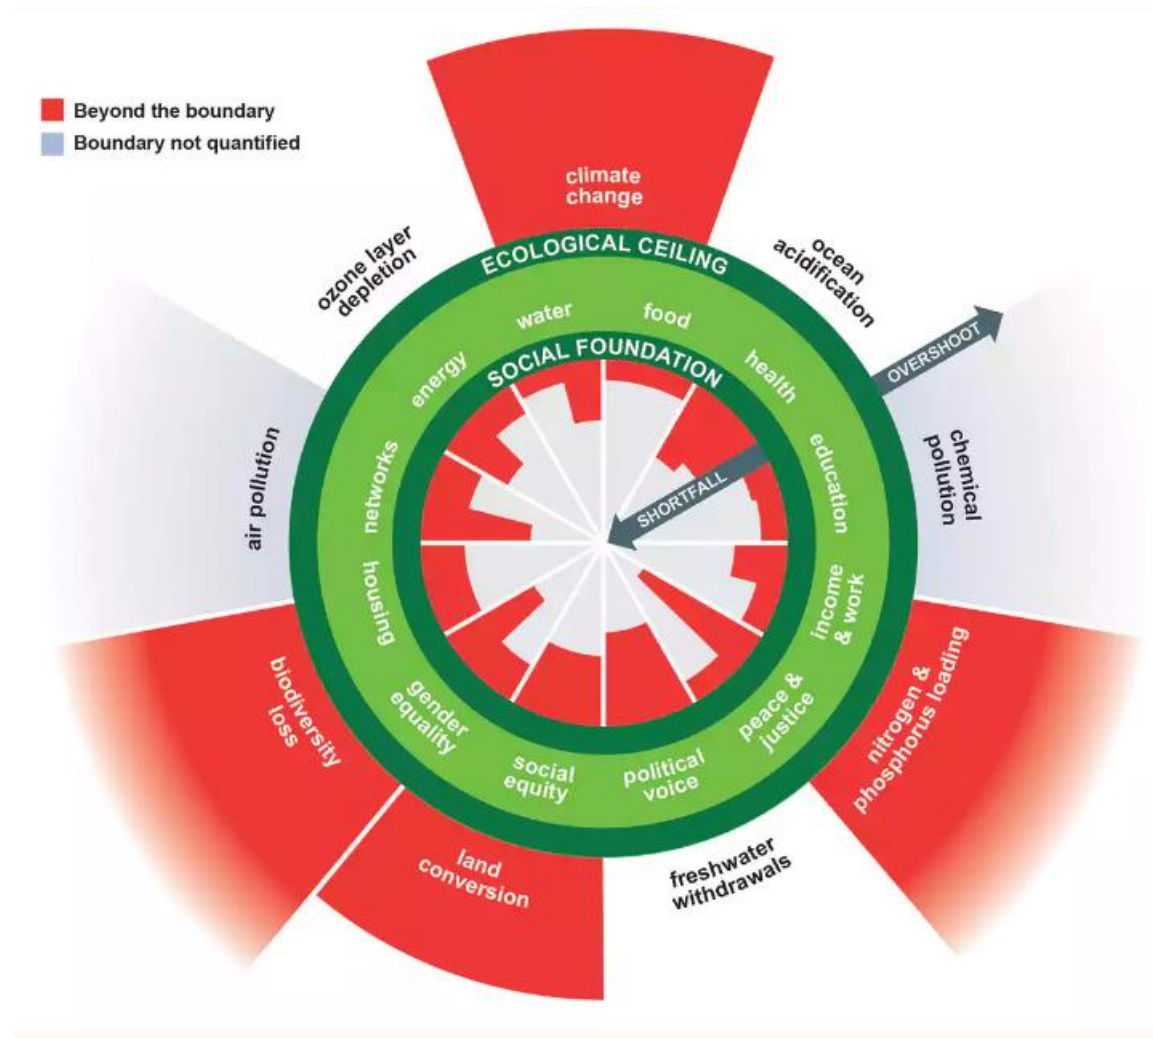 Beyond the boundary
Boundary not quantified
climate
change
ozone layer
depletion
ocean
acidification
ECOLOGICAL CEILING
OVERSHOOT
water
food
SOCIAL FOUNDATION
energy
health
networks
education
SHORTFALL
air pollution
chemical
pollution
housing
income
& work
gender
equality
peace &
justice
social
equity
political
voice
biodiversity
loss
nitrogen &
phosphorus loading
land
conversion
freshwater
withdrawals